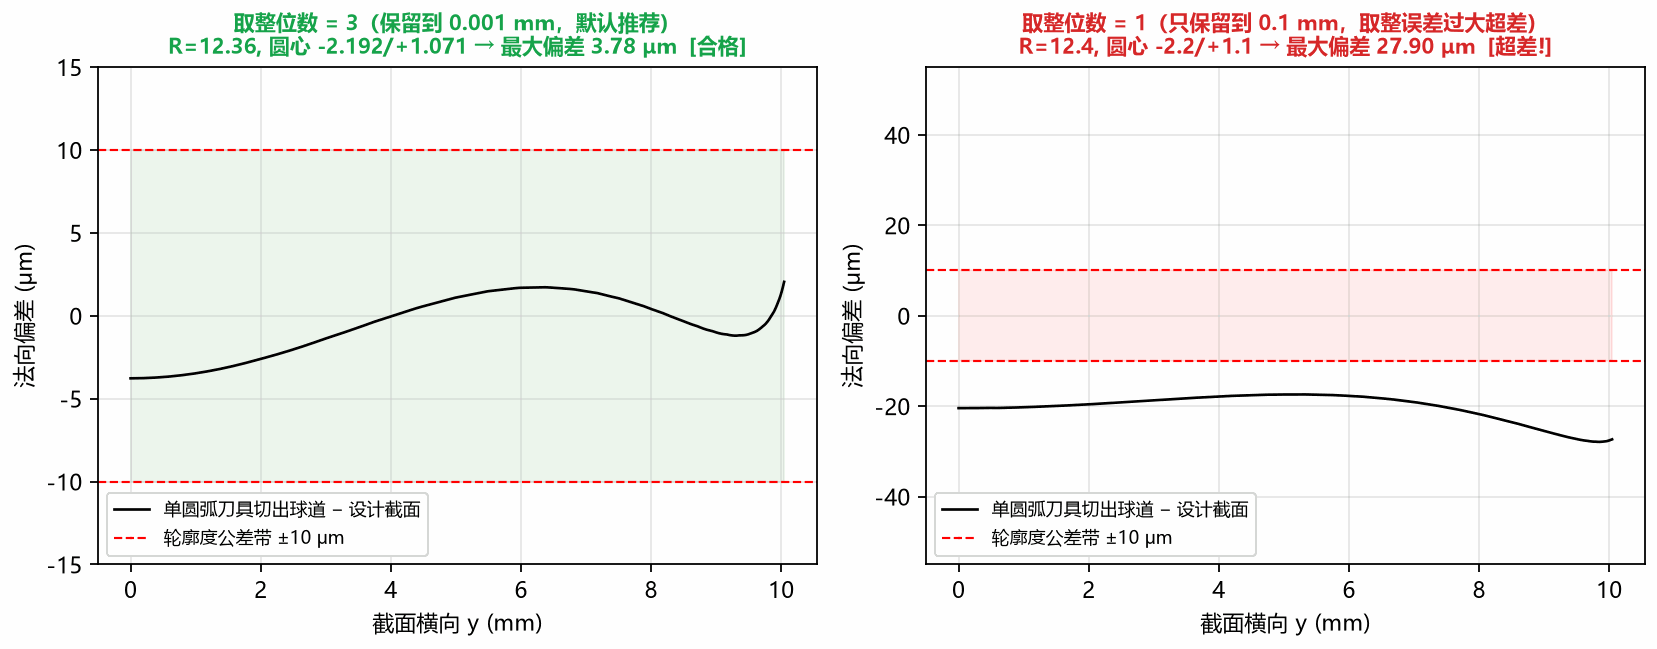 取整位数 = 3（保留到 0.001 mm，默认推荐）
R=12.36, 圆心 -2.192/+1.071 → 最大偏差 3.78 μm  [合格]
15
10
5
0
-5
-10
-15
法向偏差 (μm)
单圆弧刀具切出球道 − 设计截面
轮廓度公差带 ±10 μm
0
2
4
6
8
10
截面横向 y (mm)
取整位数 = 1（只保留到 0.1 mm，取整误差过大超差）
R=12.4, 圆心 -2.2/+1.1 → 最大偏差 27.90 μm  [超差!]
40
20
0
-20
-40
法向偏差 (μm)
单圆弧刀具切出球道 − 设计截面
轮廓度公差带 ±10 μm
0
2
4
6
8
10
截面横向 y (mm)